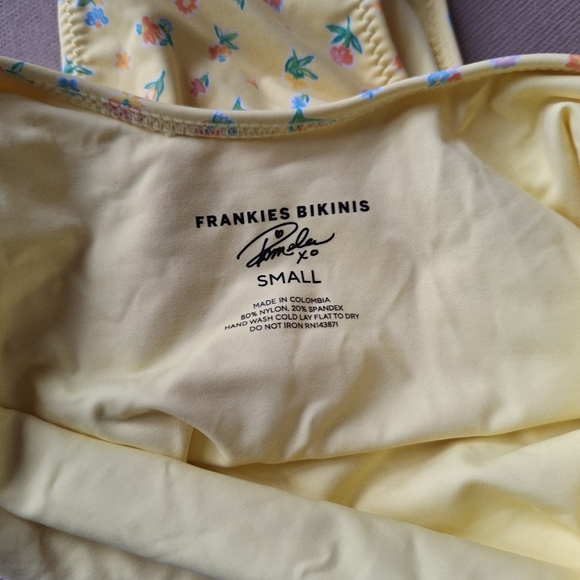 FRANKIES BIKINIS
Pamela
xo
SMALL
MADE IN COLOMBIA
80% NYLON, 20% SPANDEX
HAND WASH COLD LAY FLAT TO DRY
DO NOT IRON RN143871